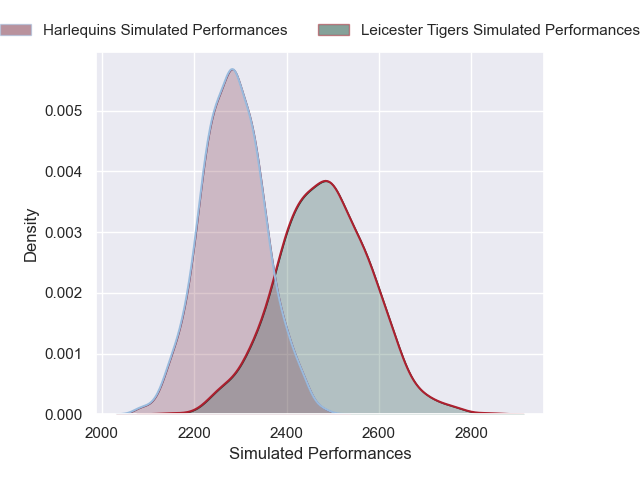 Harlequins Simulated Performances Leicester Tigers Simulated Performances
0.005
0.004
0.003
0.002
0.001
0.000
Density
2000 2200 2400 2600 2800
Simulated Performances